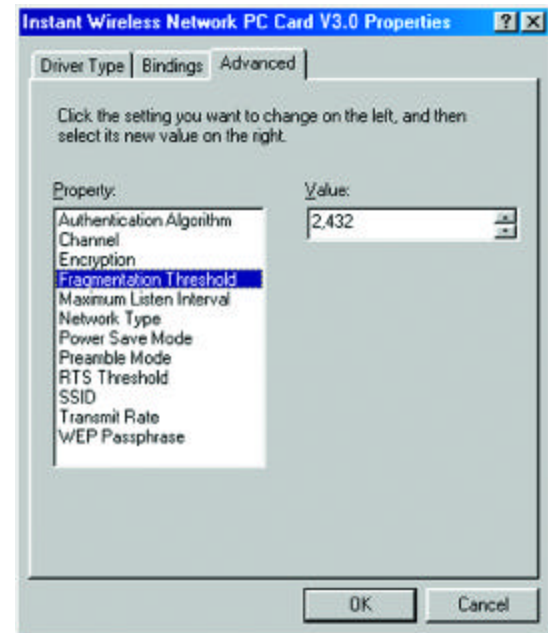 Instant Wireless Network PC Card V3.0 Properties
Driver Type
Bindings
Advanced
Click the setting you want to change on the left, and then
select its new value on the right.
Property:
Authentication Algorithm
Channel
Encryption
Fragmentation Threshold
Maximum Listen Interval
Network Type
Power Save Mode
Preamble Mode
RTS Threshold
SSID
Transmit Rate
WEP Passphrase
Value:
2,432
OK
Cancel